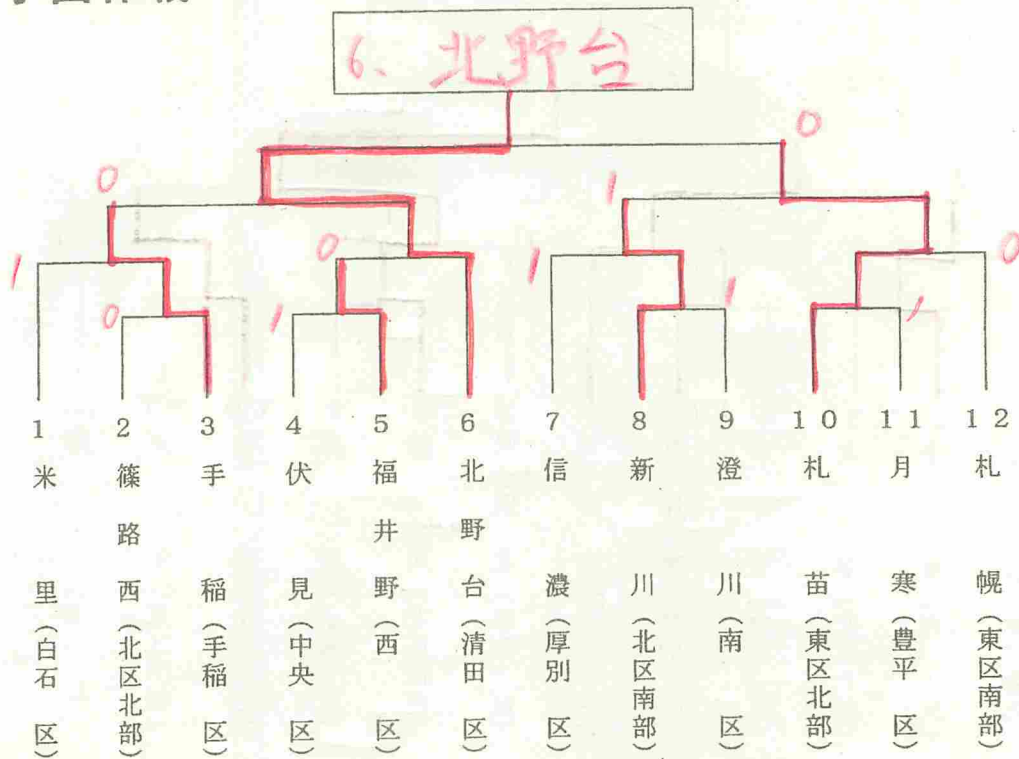 6、北野台
0
0
1
1
0
1
0
0
1
1
1
1 2 3 4 5 6 7 8 9 10 11 12
米里(白石区)
篠路西(北区北部)
手稲(手稲区)
伏見(中央区)
福井野(西区)
北野台(清田区)
信濃(厚別区)
新川(北区南部)
澄川(南区)
札苗(東区北部)
月寒(豊平区)
札幌(東区南部)